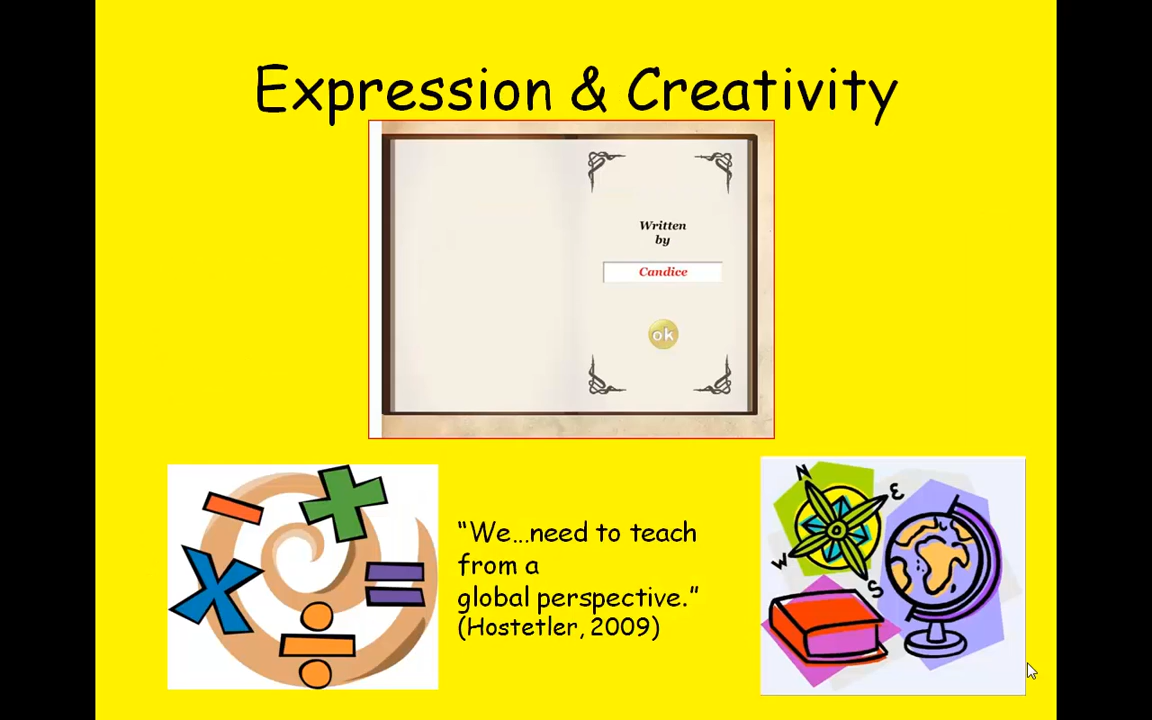 Expression & Creativity
Written
by
Candice
ok
“We...need to teach
from a
global perspective.”
(Hostetler, 2009)
N
E
W
S